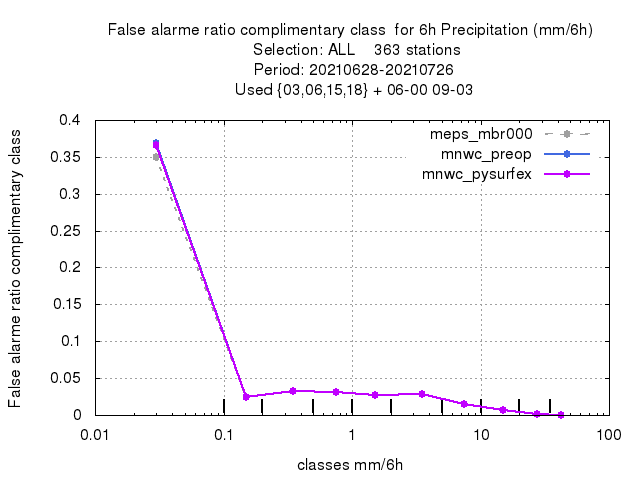 False alarme ratio complimentary class  for 6h Precipitation (mm/6h)
Selection: ALL    363 stations
Period: 20210628-20210726
Used {03,06,15,18} + 06-00 09-03
meps_mbr000
mnwc_preop
mnwc_pysurfex
False alarme ratio complimentary class
0.4
0.35
0.3
0.25
0.2
0.15
0.1
0.05
0
0.01
0.1
1
10
100
classes mm/6h